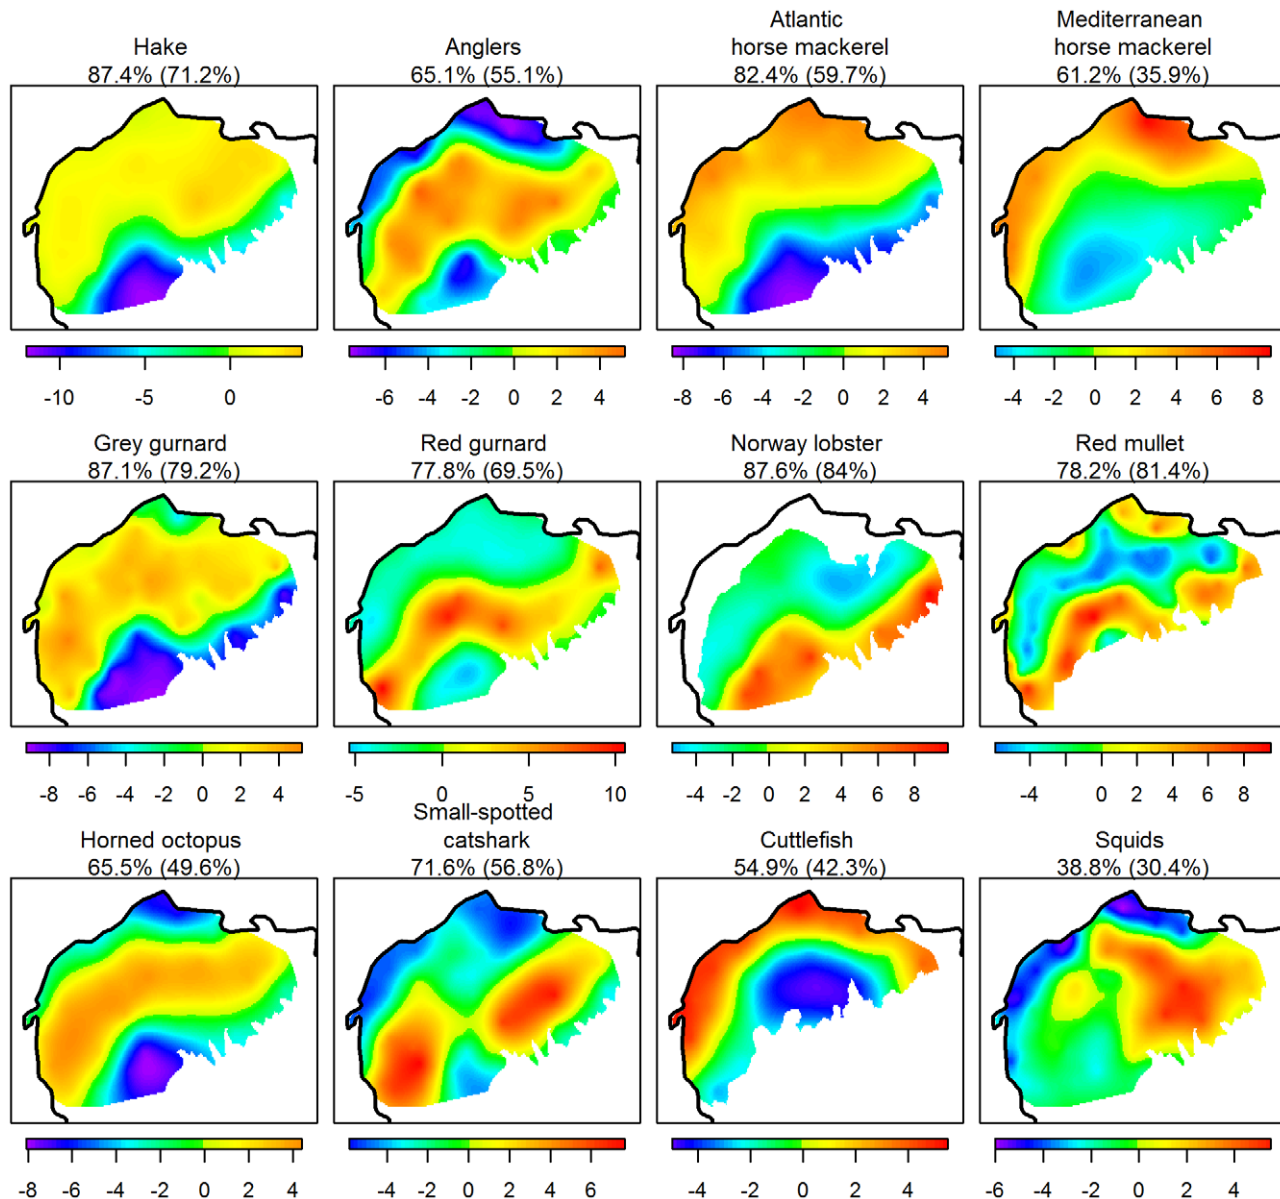 Hake
87.4% (71.2%)
Anglers
65.1% (55.1%)
Atlantic
horse mackerel
82.4% (59.7%)
Mediterranean
horse mackerel
61.2% (35.9%)
-10 -5 0
-6 -4 -2 0 2 4
-8 -6 -4 -2 0 2 4
-4 -2 0 2 4 6 8
Grey gurnard
87.1% (79.2%)
Red gurnard
77.8% (69.5%)
Norway lobster
87.6% (84%)
Red mullet
78.2% (81.4%)
-8 -6 -4 -2 0 2 4
-5 0 5 10
-4 -2 0 2 4 6 8
-4 0 2 4 6 8
Horned octopus
65.5% (49.6%)
Small-spotted
catshark
71.6% (56.8%)
Cuttlefish
54.9% (42.3%)
Squids
38.8% (30.4%)
-8 -6 -4 -2 0 2 4
-4 -2 0 2 4 6
-4 -2 0 2 4
-6 -4 -2 0 2 4